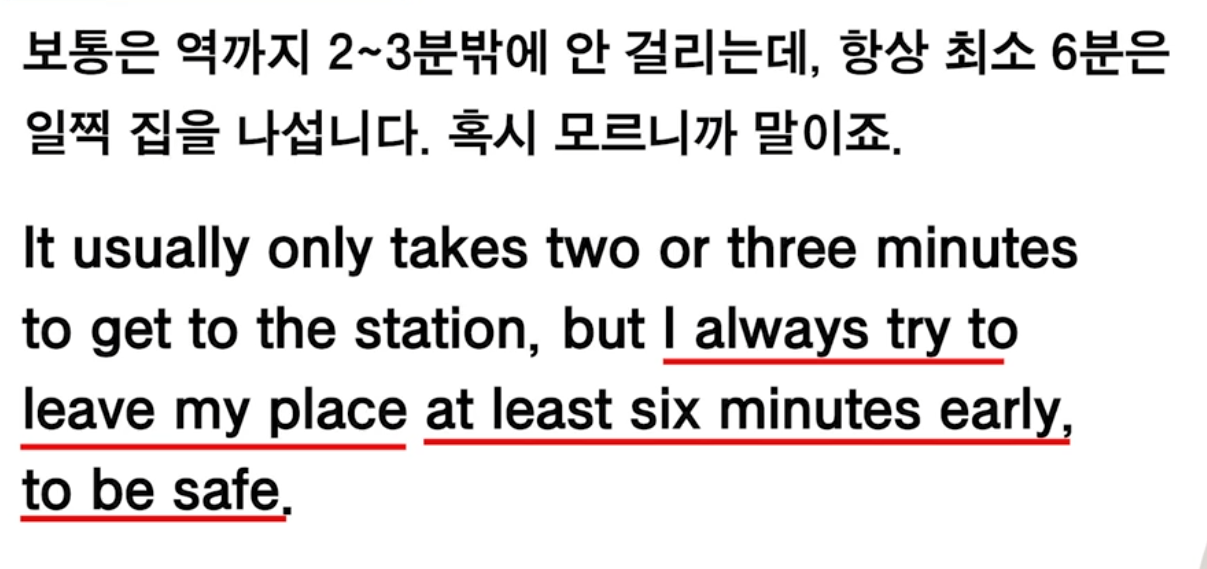 보통은 역까지 2~3분밖에 안 걸리는데, 항상 최소 6분은
일찍 집을 나섭니다. 혹시 모르니까 말이죠.
It usually only takes two or three minutes
to get to the station, but I always try to
leave my place at least six minutes early,
to be safe.